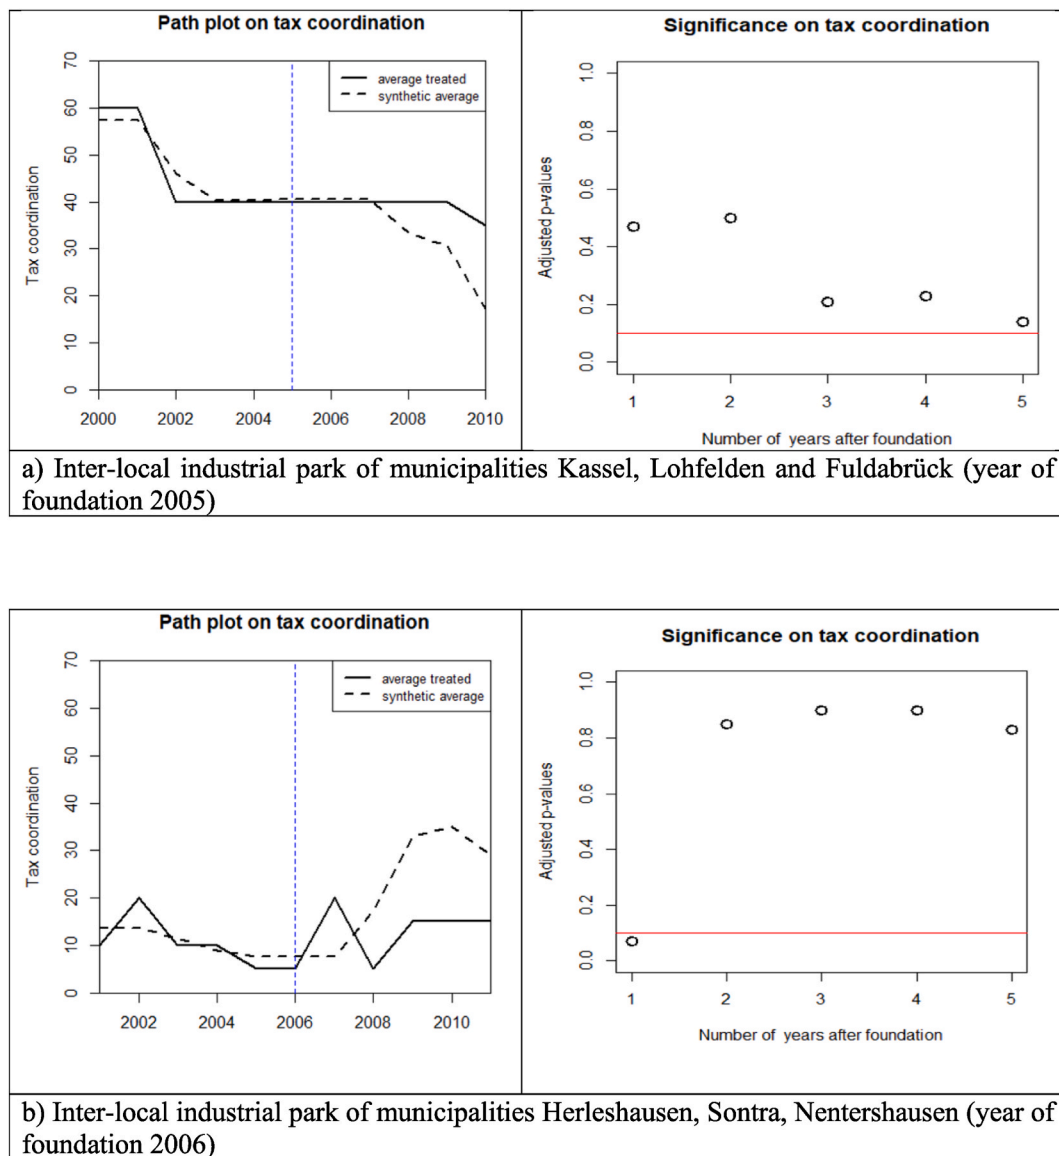 Path plot on tax coordination
average treated
synthetic average
Tax coordination
0 10 20 30 40 50 60 70
2000 2002 2004 2006 2008 2010
Significance on tax coordination
Adjusted p-values
0.0 0.2 0.4 0.6 0.8 1.0
1 2 3 4 5
Number of years after foundation
a) Inter-local industrial park of municipalities Kassel, Lohfelden and Fuldabrück (year of
foundation 2005)
Path plot on tax coordination
average treated
synthetic average
Tax coordination
0 10 20 30 40 50 60 70
2002 2004 2006 2008 2010
Significance on tax coordination
Adjusted p-values
0.0 0.2 0.4 0.6 0.8 1.0
1 2 3 4 5
Number of years after foundation
b) Inter-local industrial park of municipalities Herleshausen, Sontra, Nentershausen (year of
foundation 2006)